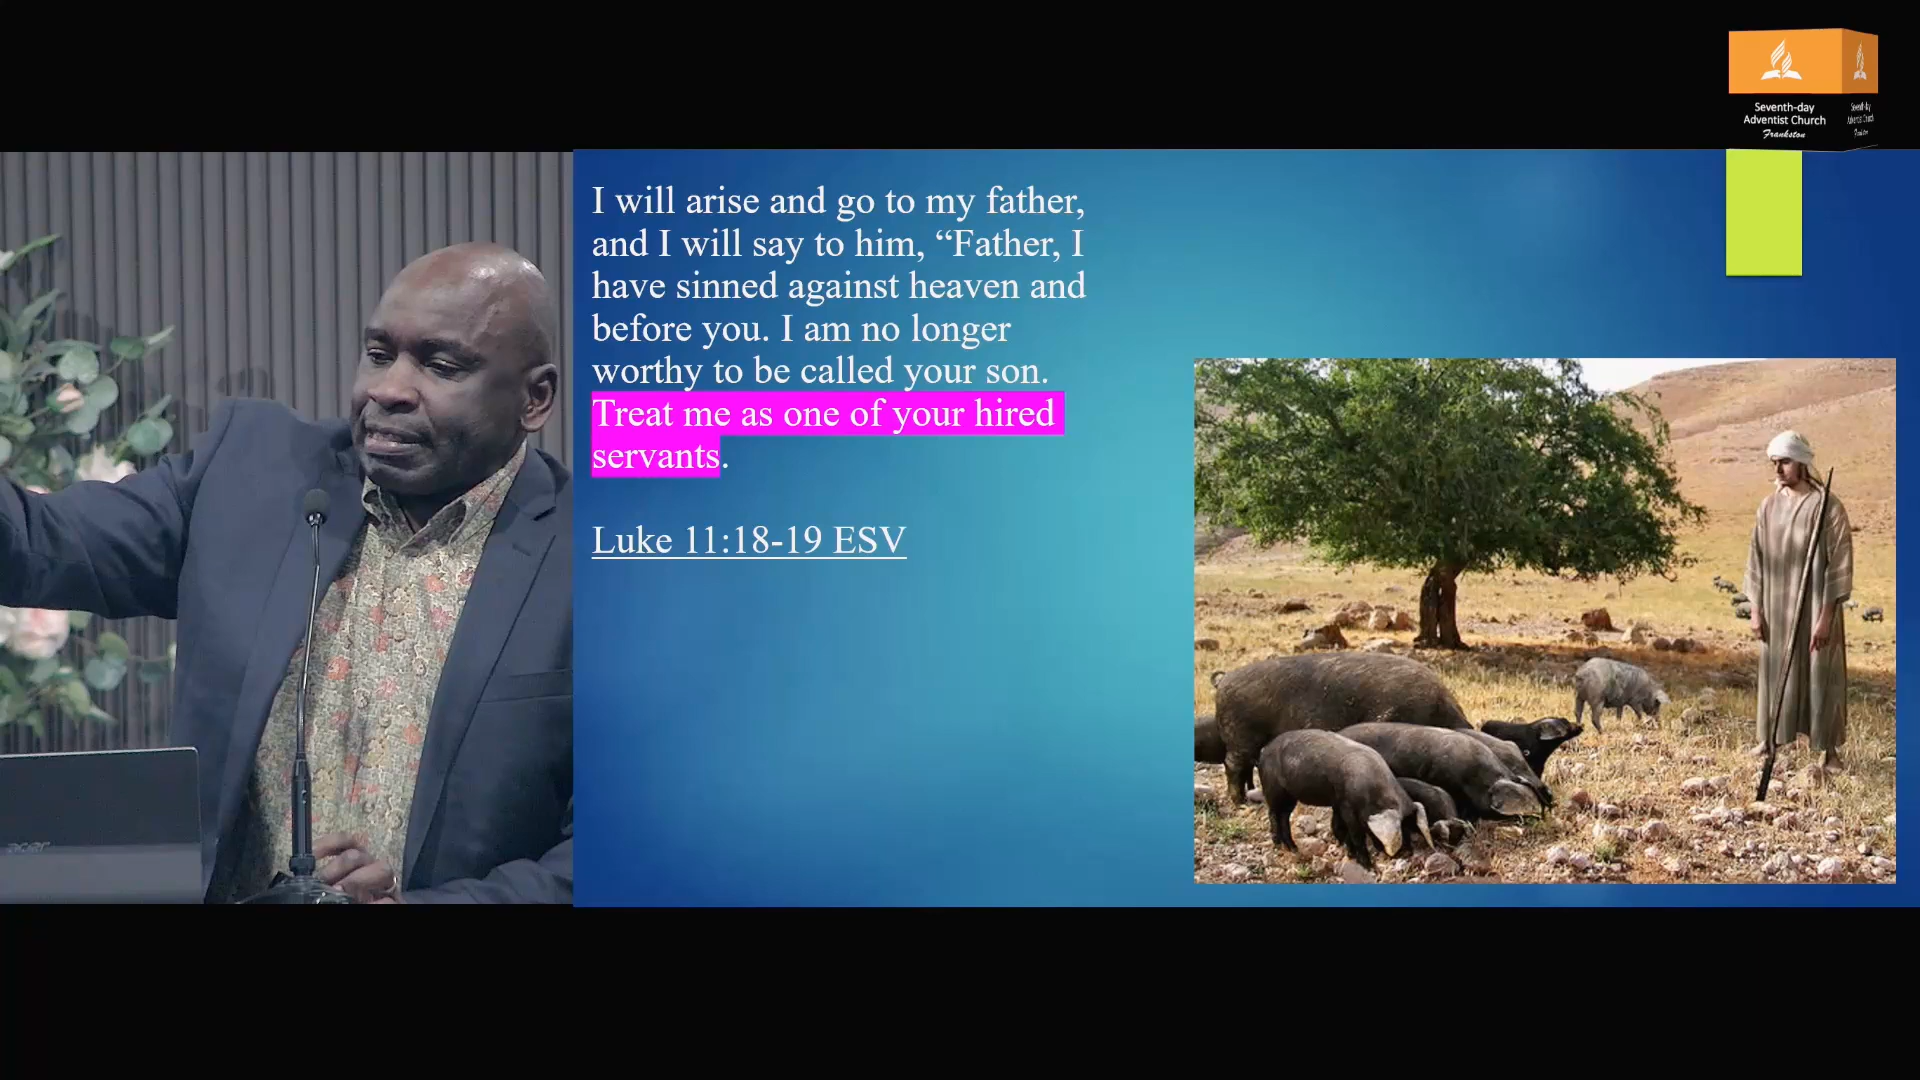 Seventh-day
Adventist Church
Frankston
I will arise and go to my father,
and I will say to him, “Father, I
have sinned against heaven and
before you. I am no longer
worthy to be called your son.
Treat me as one of your hired
servants.
Luke 11:18-19 ESV
acer